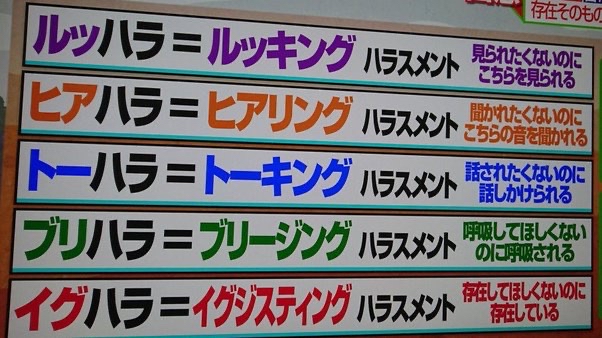 存在そのもの
ルッハラ=ルッキング ハラスメント 見られたくないのに
こちらを見られる
ヒアハラ=ヒアリング ハラスメント 聞かれたくないのに
こちらの音を聞かれる
トーハラ=トーキング ハラスメント 話されたくないのに
話しかけられる
ブリハラ=ブリージング ハラスメント 呼吸してほしくない
のに呼吸される
イグハラ=イグジスティング ハラスメント 存在してほしくないのに
存在している